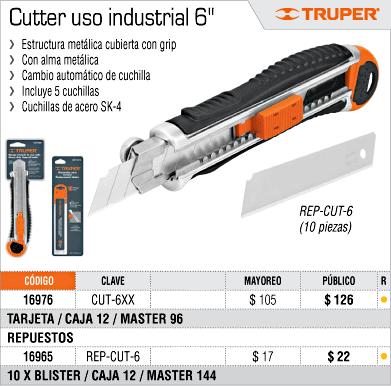 Cutter uso industrial 6"
TRUPER®
› Estructura metálica cubierta con grip
› Con alma metálica
› Cambio automático de cuchilla
› Incluye 5 cuchillas
› Cuchillas de acero SK-4
TRUPER
REP-CUT-6
(10 piezas)
CÓDIGO CLAVE MAYOREO PÚBLICO R
16976 CUT-6XX $ 105 $ 126
TARJETA / CAJA 12 / MASTER 96
REPUESTOS
16965 REP-CUT-6 $ 17 $ 22
10 X BLISTER / CAJA 12 / MASTER 144